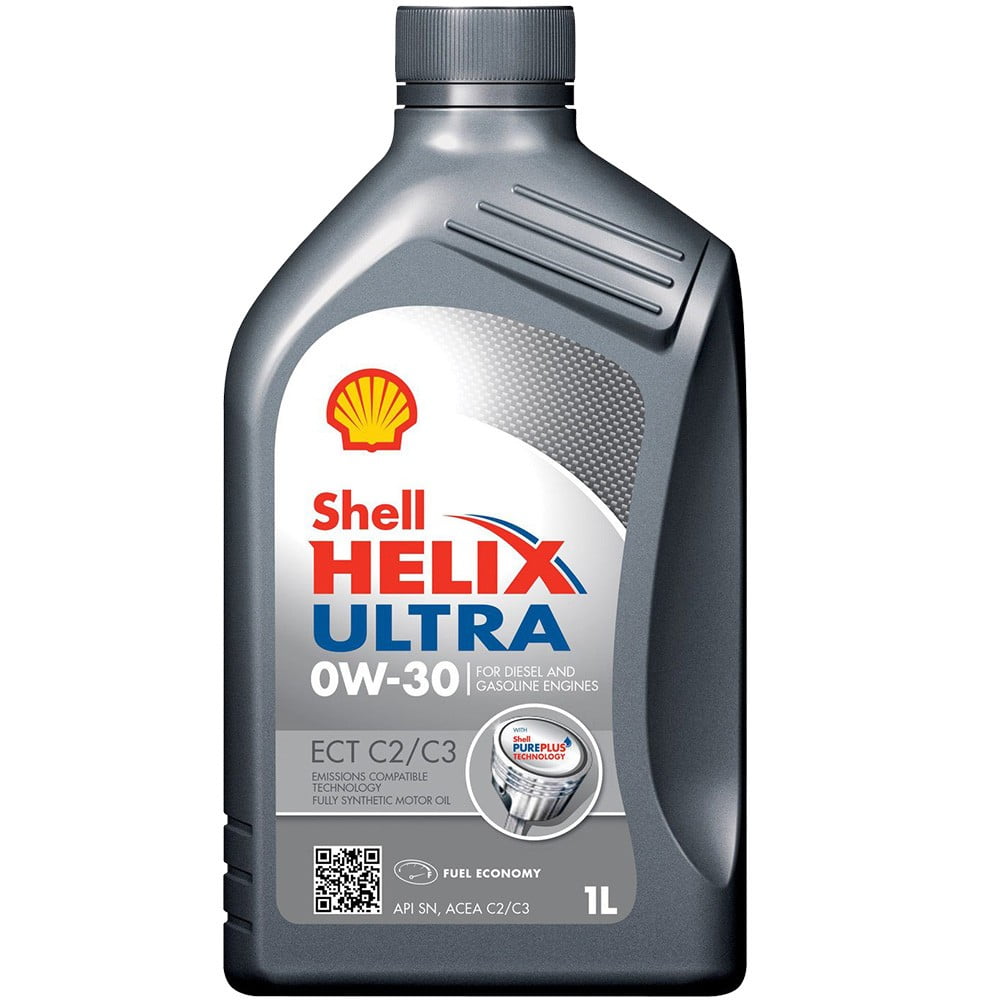 Shell
HELIX
ULTRA
0W-30
FOR DIESEL AND
GASOLINE ENGINES
WITH
Shell
PUREPLUS
TECHNOLOGY
ECT C2/C3
EMISSIONS COMPATIBLE
TECHNOLOGY
FULLY SYNTHETIC MOTOR OIL
F
FUEL ECONOMY
API SN, ACEA C2/C3
1L